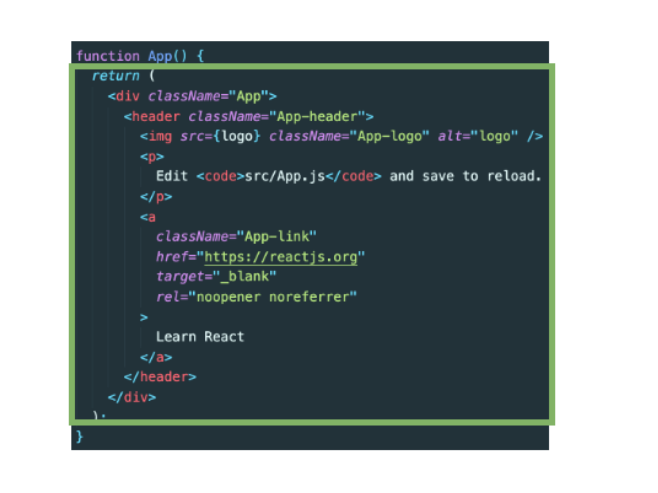 function App() {
return (
<div className="App">
<header className="App-header">
<img src={logo} className="App-logo" alt="logo" />
<p>
Edit <code>src/App.js</code> and save to reload.
</p>
<a
className="App-link"
href="https://reactjs.org"
target="_blank"
rel="noopener noreferrer"
>
Learn React
</a>
</header>
</div>
);
}